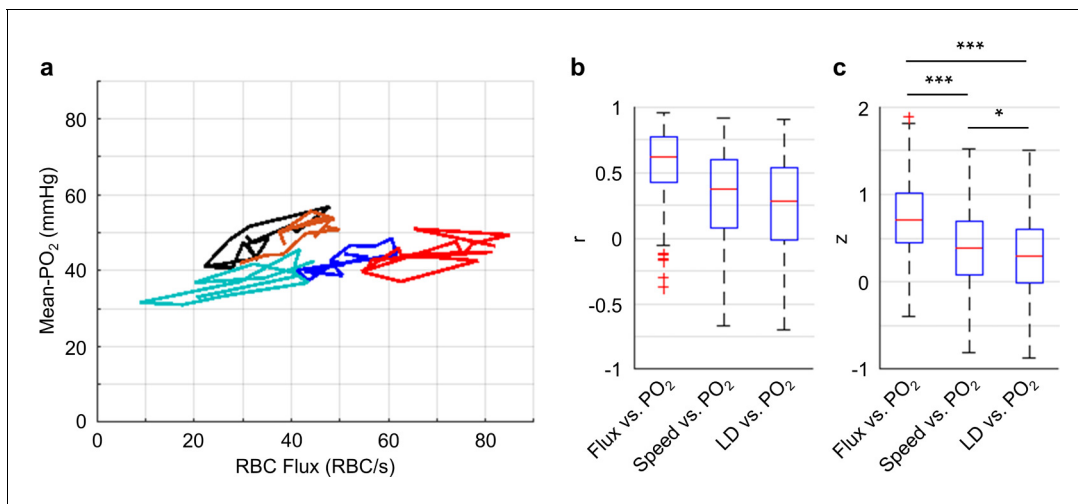 a
Mean-PO₂ (mmHg)
80
60
40
20
0
0 20 40 60 80
RBC Flux (RBC/s)
b
r
1
0.5
0
-0.5
-1
Flux vs. PO₂
Speed vs. PO₂
LD vs. PO₂
c
***
***
*
z
2
1
0
1
Flux vs. PO₂
Speed vs. PO₂
LD vs. PO₂